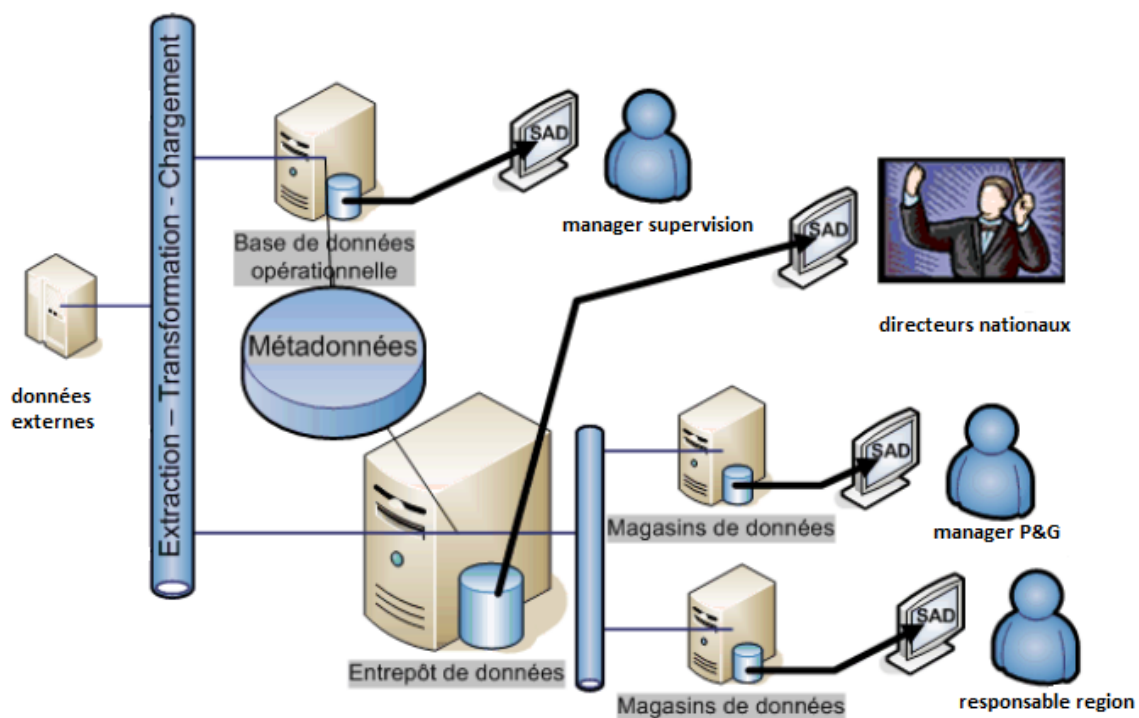 Extraction – Transformation - Chargement
données
externes
Base de données
opérationnelle
SAD
manager supervision
SAD
directeurs nationaux
Métadonnées
Entrepôt de données
Magasins de données
SAD
manager P&G
Magasins de données
SAD
responsable region